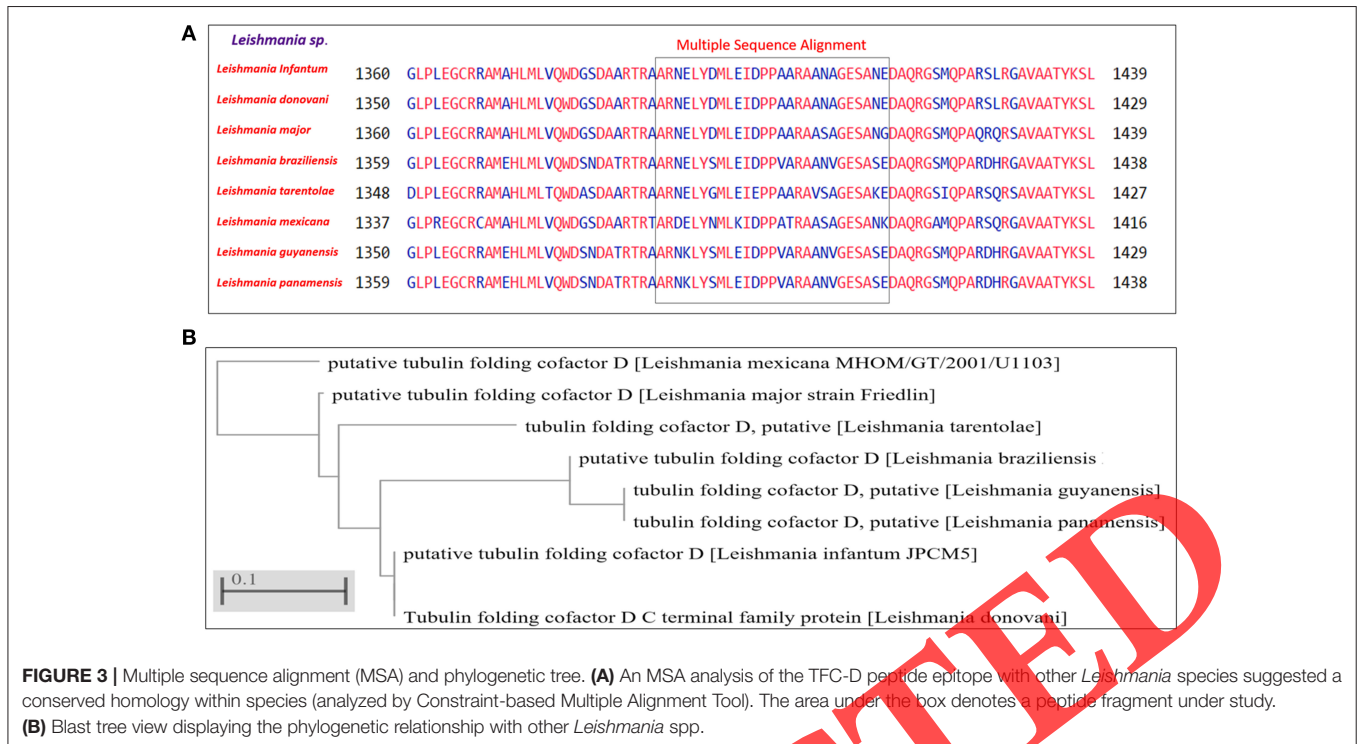 A
Leishmania sp.
Multiple Sequence Alignment
Leishmania Infantum 1360 GLPLEGCRRAMAHLMLVQWDGSDAARTRAARNELYDMLEIDPPAARAANAGESANEDAQRGSMQPARSLRGAVAATYKSL 1439
Leishmania donovani 1350 GLPLEGCRRAMAHLMLVQWDGSDAARTRAARNELYDMLEIDPPAARAANAGESANEDAQRGSMQPARSLRGAVAATYKSL 1429
Leishmania major 1360 GLPLEGCRRAMAHLMLVQWDGSDAARTRAARNELYDMLEIDPPAARAASAGESANGDAQRGSMQPAQRQRSAVAATYKSL 1439
Leishmania braziliensis 1359 GLPLEGCRRAMEHLMLVQWDSNDATRTRAARNELYSMLEIDPPVARAANVGESASEDAQRGSMQPARDHRGAVAATYKSL 1438
Leishmania tarentolae 1348 DLPLEGCRRAMAHLMLTQWDASDAARTRAARNELYGMLEIEPPAARAVSAGESAKEDAQRGSIQPARSQRSAVAATYKSL 1427
Leishmania mexicana 1337 GLPREGCRCAMAHLMLVQWDGSDAARTRTARDELYNMLKIDPPATRAASAGESANKDAQRGAMQPARSQRGAVAATYKSL 1416
Leishmania guyanensis 1350 GLPLEGCRRAMEHLMLVQWDSNDATRTRAARNKLYSMLEIDPPVARAANVGESASEDAQRGSMQPARDHRGAVAATYKSL 1429
Leishmania panamensis 1359 GLPLEGCRRAMEHLMLVQWDSNDATRTRAARNKLYSMLEIDPPVARAANVGESASEDAQRGSMQPARDHRGAVAATYKSL 1438
B
putative tubulin folding cofactor D [Leishmania mexicana MHOM/GT/2001/U1103]
putative tubulin folding cofactor D [Leishmania major strain Friedlin]
tubulin folding cofactor D, putative [Leishmania tarentolae]
putative tubulin folding cofactor D [Leishmania braziliensis
tubulin folding cofactor D, putative [Leishmania guyanensis]
tubulin folding cofactor D, putative [Leishmania panamensis]
putative tubulin folding cofactor D [Leishmania infantum JPCM5]
0.1
Tubulin folding cofactor D C terminal family protein [Leishmania donovani]
TED
FIGURE 3 | Multiple sequence alignment (MSA) and phylogenetic tree. (A) An MSA analysis of the TFC-D peptide epitope with other Leishmania species suggested a
conserved homology within species (analyzed by Constraint-based Multiple Alignment Tool). The area under the box denotes a peptide fragment under study.
(B) Blast tree view displaying the phylogenetic relationship with other Leishmania spp.